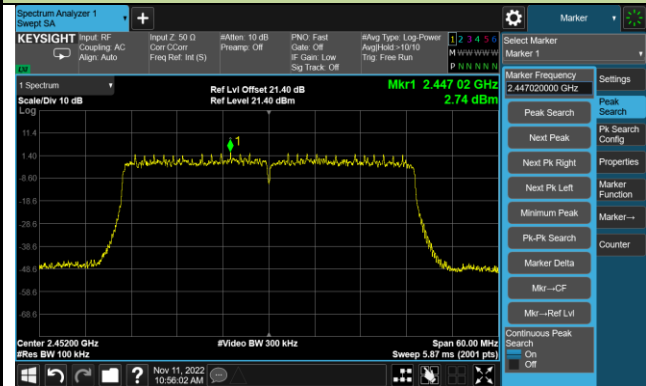 Spectrum Analyzer 1
Swept SA
Marker
KEYSIGHT
Input: RF
Coupling: AC
Align: Auto
Input Z: 50 Ω
Corr CCorr
Freq Ref: Int (S)
#Atten: 10 dB
Preamp: Off
PNO: Fast
Gate: Off
IF Gain: Low
Sig Track: Off
#Avg Type: Log-Power
Avg|Hold:>10/10
Trig: Free Run
1 2 3 4 5 6
M W W W W W
P N N N N N
Select Marker
Marker 1
1 Spectrum
Scale/Div 10 dB
Log
Ref Lvl Offset 21.40 dB
Ref Level 21.40 dBm
Mkr1 2.447 02 GHz
2.74 dBm
11.4
1.40
-8.60
-18.6
-28.6
-38.6
-48.6
-58.6
-68.6
1
Center 2.45200 GHz
#Res BW 100 kHz
#Video BW 300 kHz
Span 60.00 MHz
Sweep 5.87 ms (2001 pts)
Marker Frequency
2.447020000 GHz
Peak Search
Next Peak
Next Pk Right
Next Pk Left
Minimum Peak
Pk-Pk Search
Marker Delta
Mkr→CF
Mkr→Ref Lvl
Continuous Peak
Search
On
Off
Settings
Peak
Search
Pk Search
Config
Properties
Marker
Function
Marker→
Counter
Nov 11, 2022
10:56:02 AM